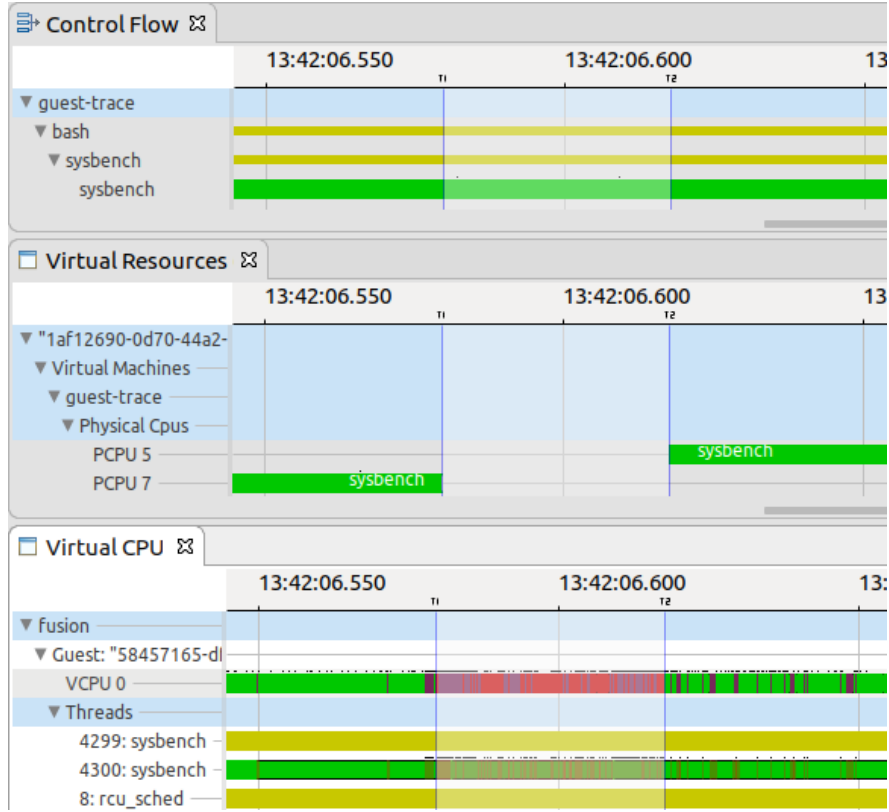 Control Flow
13:42:06.550 13:42:06.600 13
T1 T2
guest-trace
bash
sysbench
sysbench
Virtual Resources
13:42:06.550 13:42:06.600 13
T1 T2
"1af12690-0d70-44a2-
Virtual Machines
guest-trace
Physical Cpus
PCPU 5 sysbench
PCPU 7 sysbench
Virtual CPU
13:42:06.550 13:42:06.600 13:
T1 T2
fusion
Guest: "58457165-d
VCPU 0
Threads
4299: sysbench
4300: sysbench
8: rcu_sched